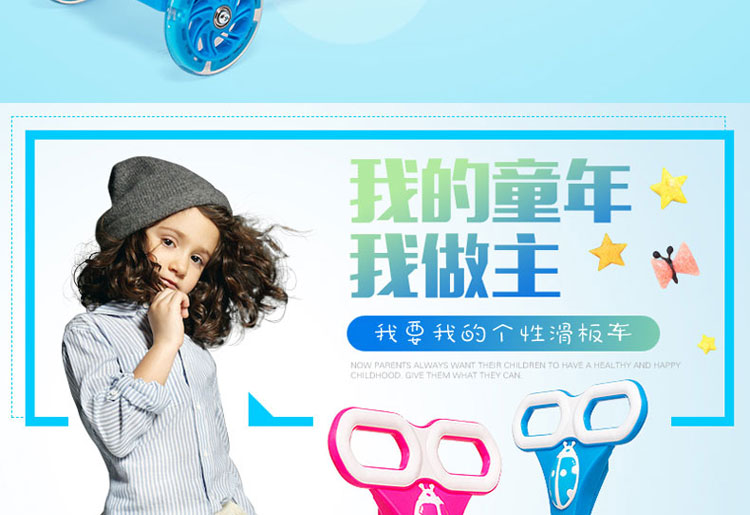 我的童年
我做主
我要我的个性滑板车
NOW PARENTS ALWAYS WANT THEIR CHILDREN TO HAVE A HEALTHY AND HAPPY
CHILDHOOD. GIVE THEM WHAT THEY CAN.